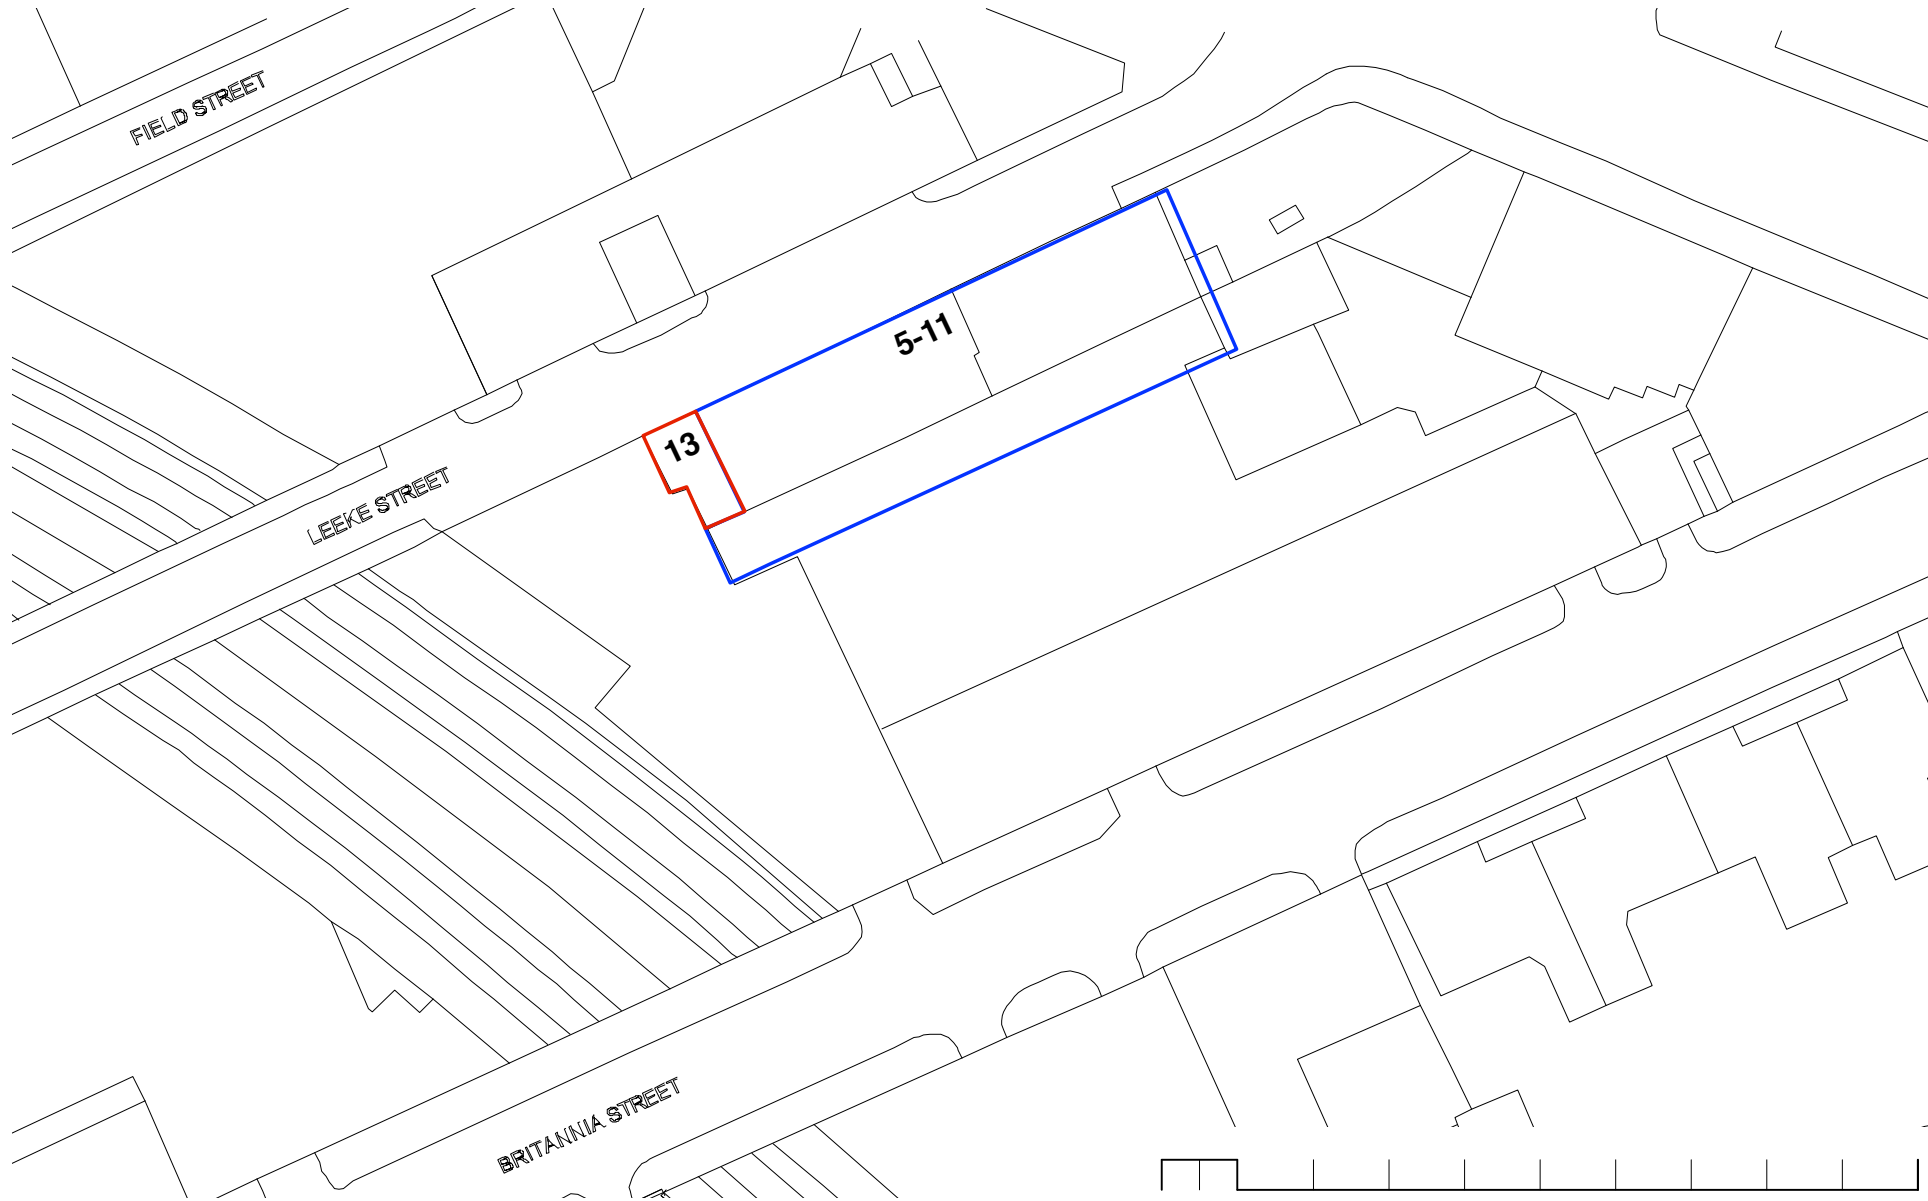 FIELD STREET
5-11
13
LEEKE STREET
BRITANNIA STREET